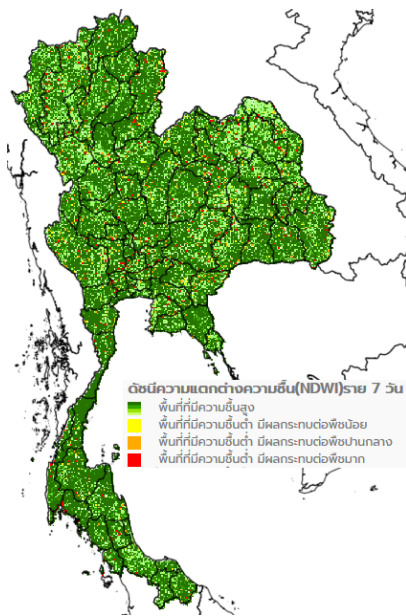 ดัชนีความแตกต่างความชื้น(NDWI)ราย 7 วัน
พื้นที่ที่มีความชื้นสูง
พื้นที่ที่มีความชื้นต่ำ มีผลกระทบต่อพืชน้อย
พื้นที่ที่มีความชื้นต่ำ มีผลกระทบต่อพืชปานกลาง
พื้นที่ที่มีความชื้นต่ำ มีผลกระทบต่อพืชมาก